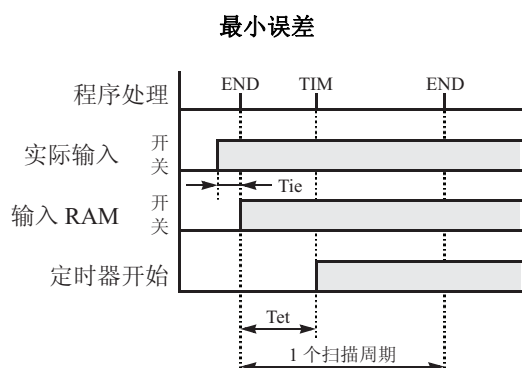 最小误差
程序处理
END
TIM
END
实际输入
开
关
Tie
输入 RAM
开
关
定时器开始
Tet
1 个扫描周期